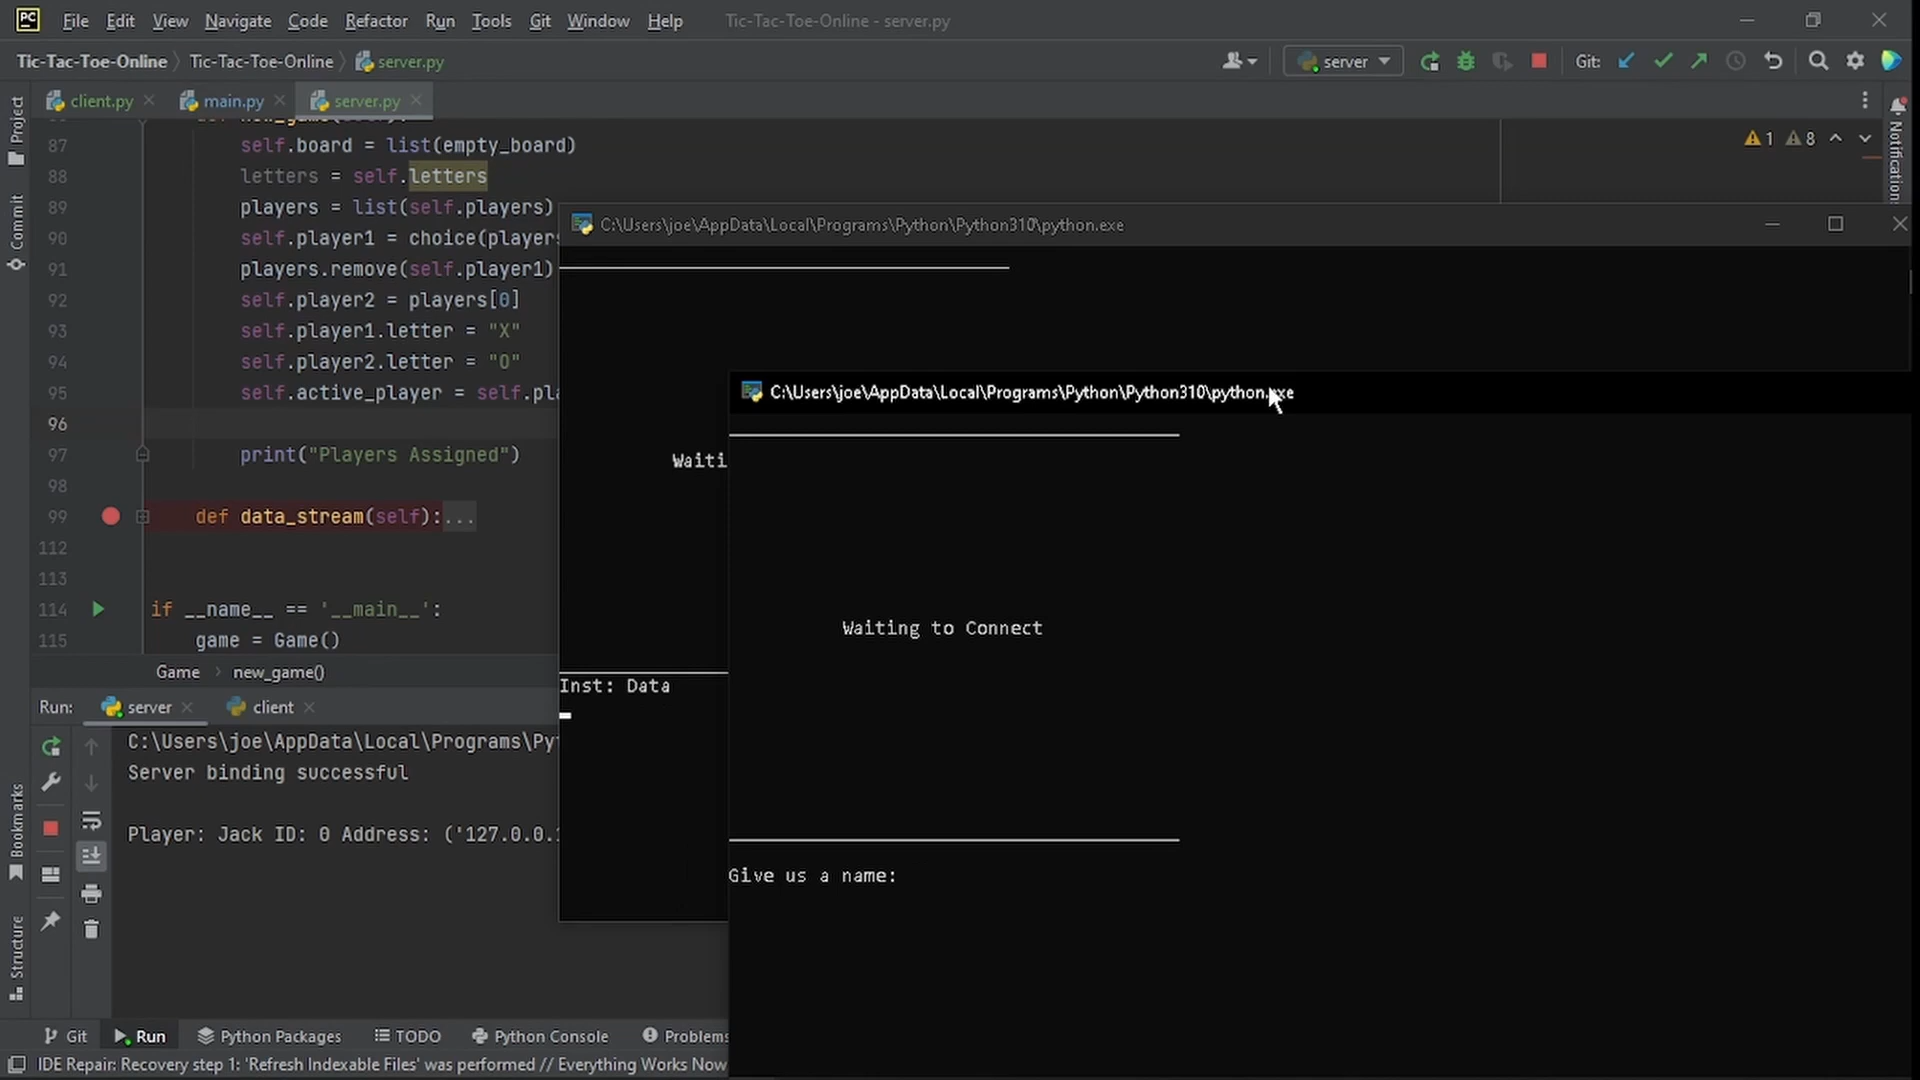 PC File Edit View Navigate Code Refactor Run Tools Git Window Help Tic-Tac-Toe-Online - server.py
Tic-Tac-Toe-Online Tic-Tac-Toe-Online server.py server Git:
client.py main.py server.py
Project
Commit
Bookmarks
Structure
Notifications
1 8
87 self.board = list(empty_board)
88 letters = self.letters
89 players = list(self.players)
90 self.player1 = choice(players
91 players.remove(self.player1)
92 self.player2 = players[0]
93 self.player1.letter = "X"
94 self.player2.letter = "O"
95 self.active_player = self.pla
96
97 print("Players Assigned")
98
99 def data_stream(self):...
112
113
114 if __name__ == '__main__':
115 game = Game()
Game new_game()
Run: server client
C:\Users\joe\AppData\Local\Programs\Pyt
Server binding successful
Player: Jack ID: 0 Address: ('127.0.0.1
C:\Users\joe\AppData\Local\Programs\Python\Python310\python.exe
Waiti
Inst: Data
C:\Users\joe\AppData\Local\Programs\Python\Python310\python.exe
Waiting to Connect
Give us a name:
Git Run Python Packages TODO Python Console Problems
IDE Repair: Recovery step 1: 'Refresh Indexable Files' was performed // Everything Works Now